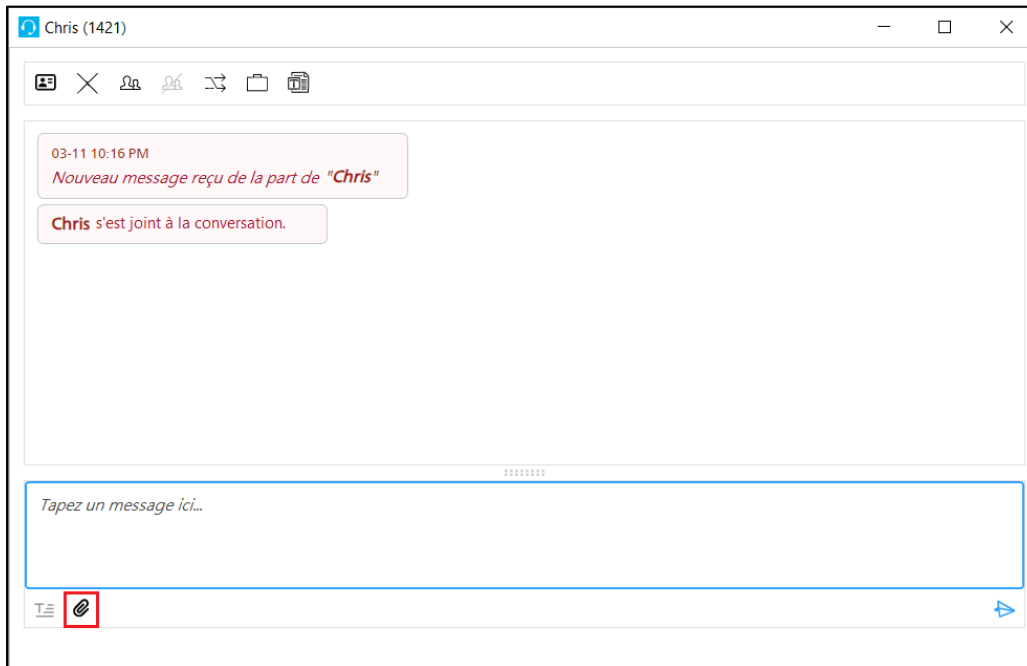 Chris (1421)
03-11 10:16 PM
Nouveau message reçu de la part de "Chris"
Chris s'est joint à la conversation.
Tapez un message ici...